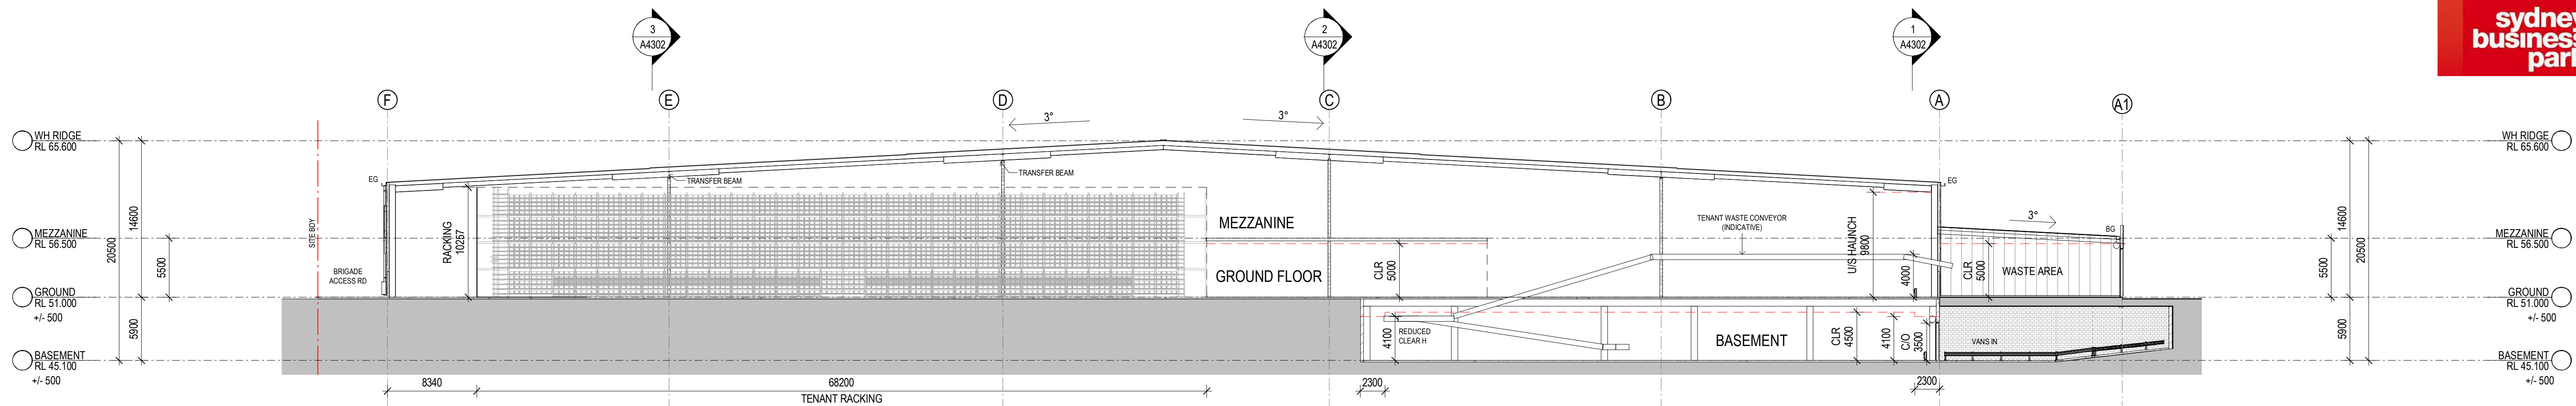 sydney
business
park
3
A4302
2
A4302
1
A4302
F
E
D
C
B
A
A1
3°
3°
WH RIDGE
RL 65.600
WH RIDGE
RL 65.600
EG
TRANSFER BEAM
TRANSFER BEAM
EG
MEZZANINE
RL 56.500
20500
14600
5500
SITE BDY
BRIGADE
ACCESS RD
RACKING
10257
MEZZANINE
GROUND FLOOR
CLR
5000
TENANT WASTE CONVEYOR
(INDICATIVE)
U/S HAUNCH
9800
4000
3°
BG
CLR
5000
WASTE AREA
5500
14600
20500
MEZZANINE
RL 56.500
GROUND
RL 51.000
+/- 500
GROUND
RL 51.000
+/- 500
5900
4100
REDUCED
CLEAR H
BASEMENT
CLR
4500
4100
C/O
3500
VANS IN
5900
BASEMENT
RL 45.100
+/- 500
BASEMENT
RL 45.100
+/- 500
8340
68200
TENANT RACKING
2300
2300